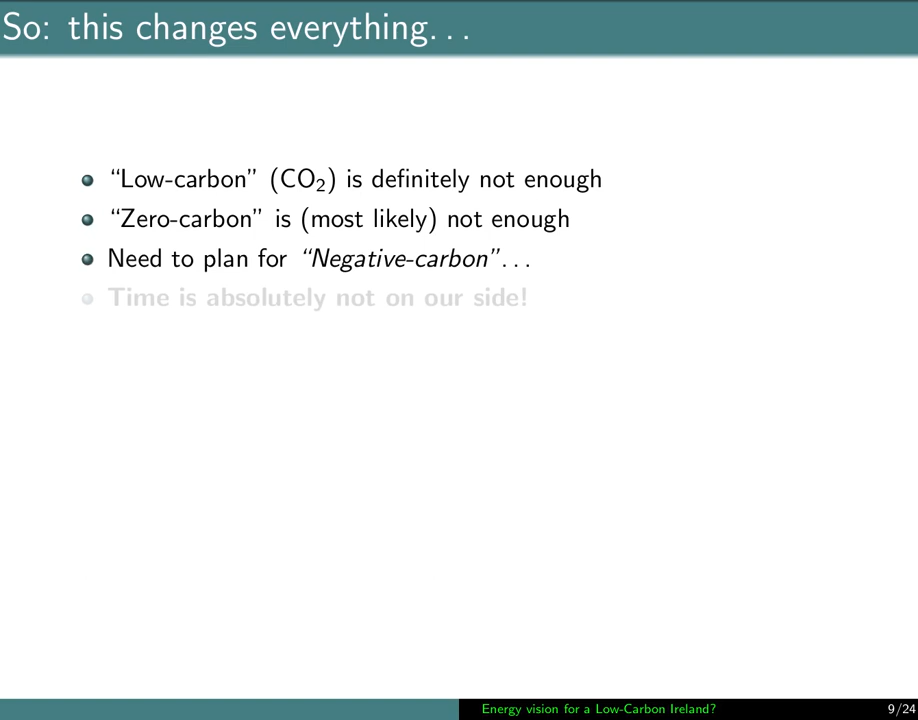 So: this changes everything...
“Low-carbon” (CO₂) is definitely not enough
“Zero-carbon” is (most likely) not enough
Need to plan for “Negative-carbon”...
Time is absolutely not on our side!
Energy vision for a Low-Carbon Ireland?
9/24